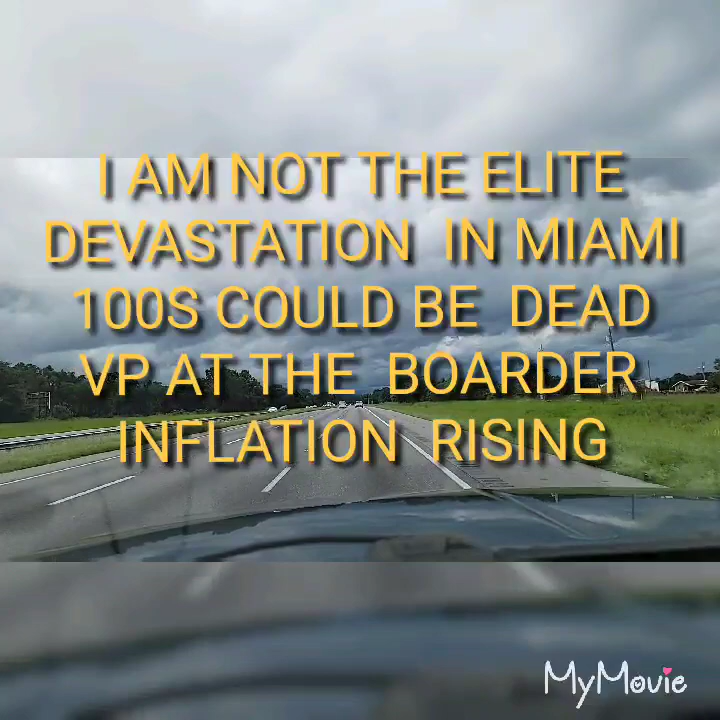 I AM NOT THE ELITE
DEVASTATION IN MIAMI
100S COULD BE DEAD
VP AT THE BOARDER
INFLATION RISING
MyMovie